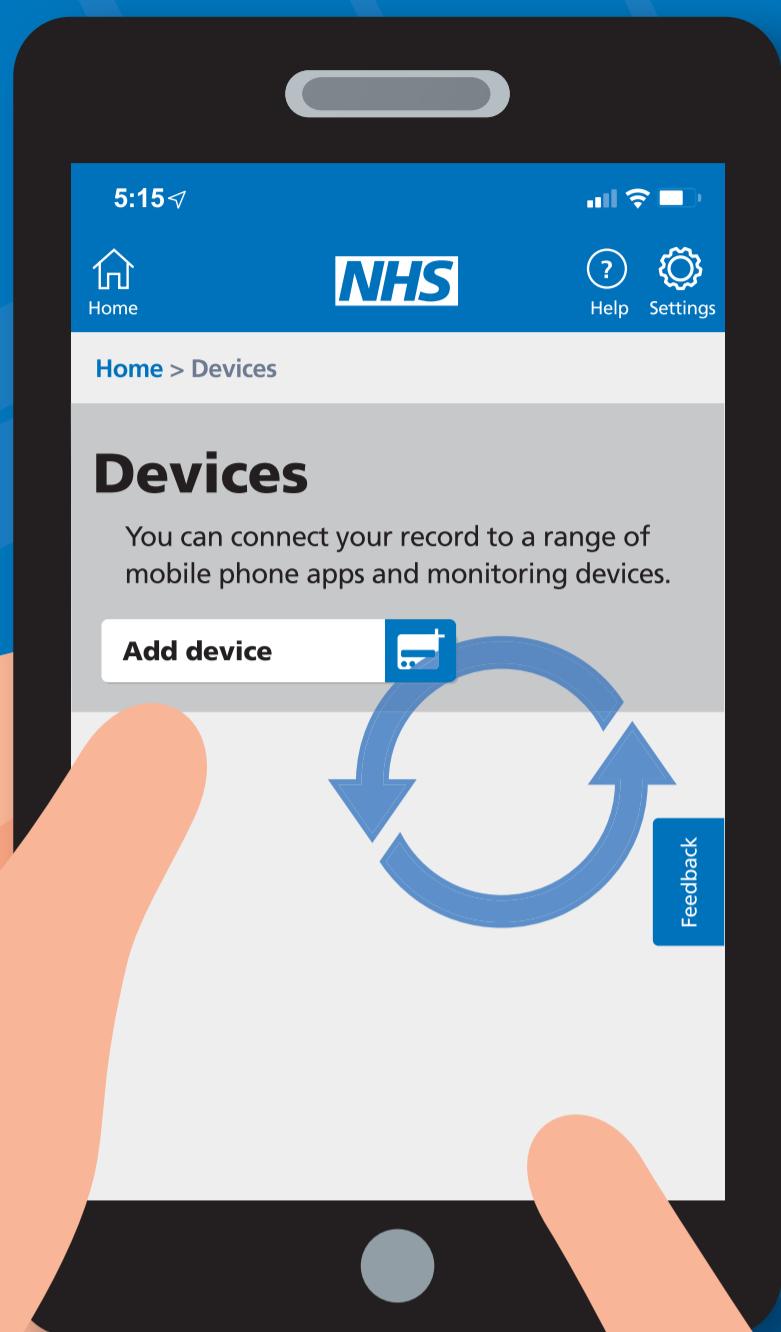 5:15
NHS
Home
? Help
Settings
Home > Devices
Devices
You can connect your record to a range of
mobile phone apps and monitoring devices.
Add device
Feedback